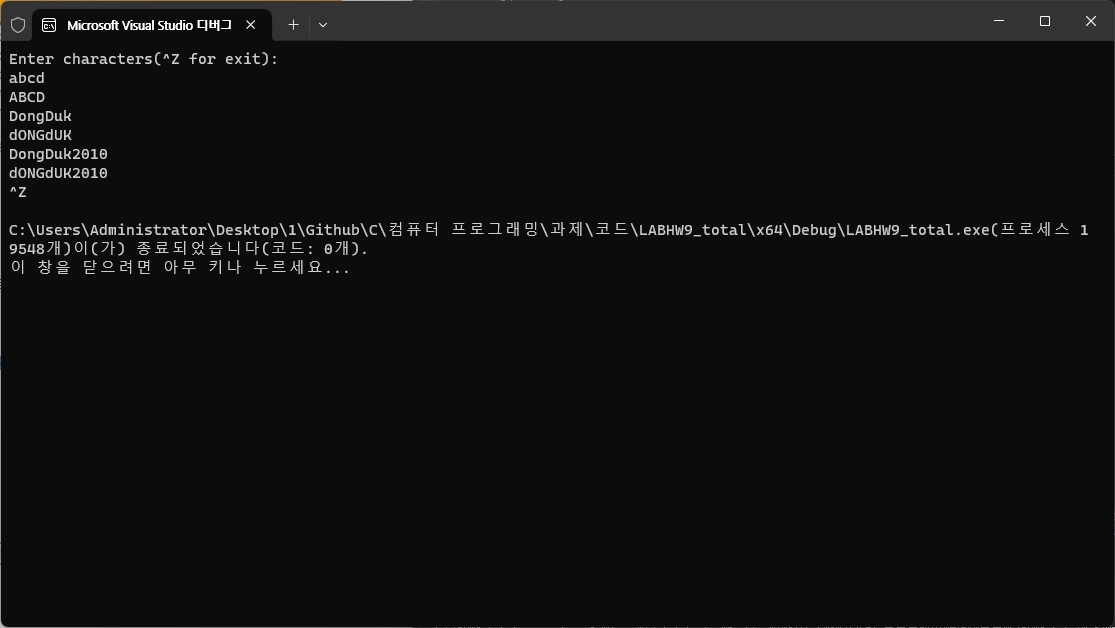 Microsoft Visual Studio 디버그
Enter characters(^Z for exit):
abcd
ABCD
DongDuk
dONGdUK
DongDuk2010
dONGdUK2010
^Z
C:\Users\Administrator\Desktop\1\Github\C\컴퓨터 프로그래밍\과제\코드\LABHW9_total\x64\Debug\LABHW9_total.exe(프로세스 1
9548개)이(가) 종료되었습니다(코드: 0개).
이 창을 닫으려면 아무 키나 누르세요...